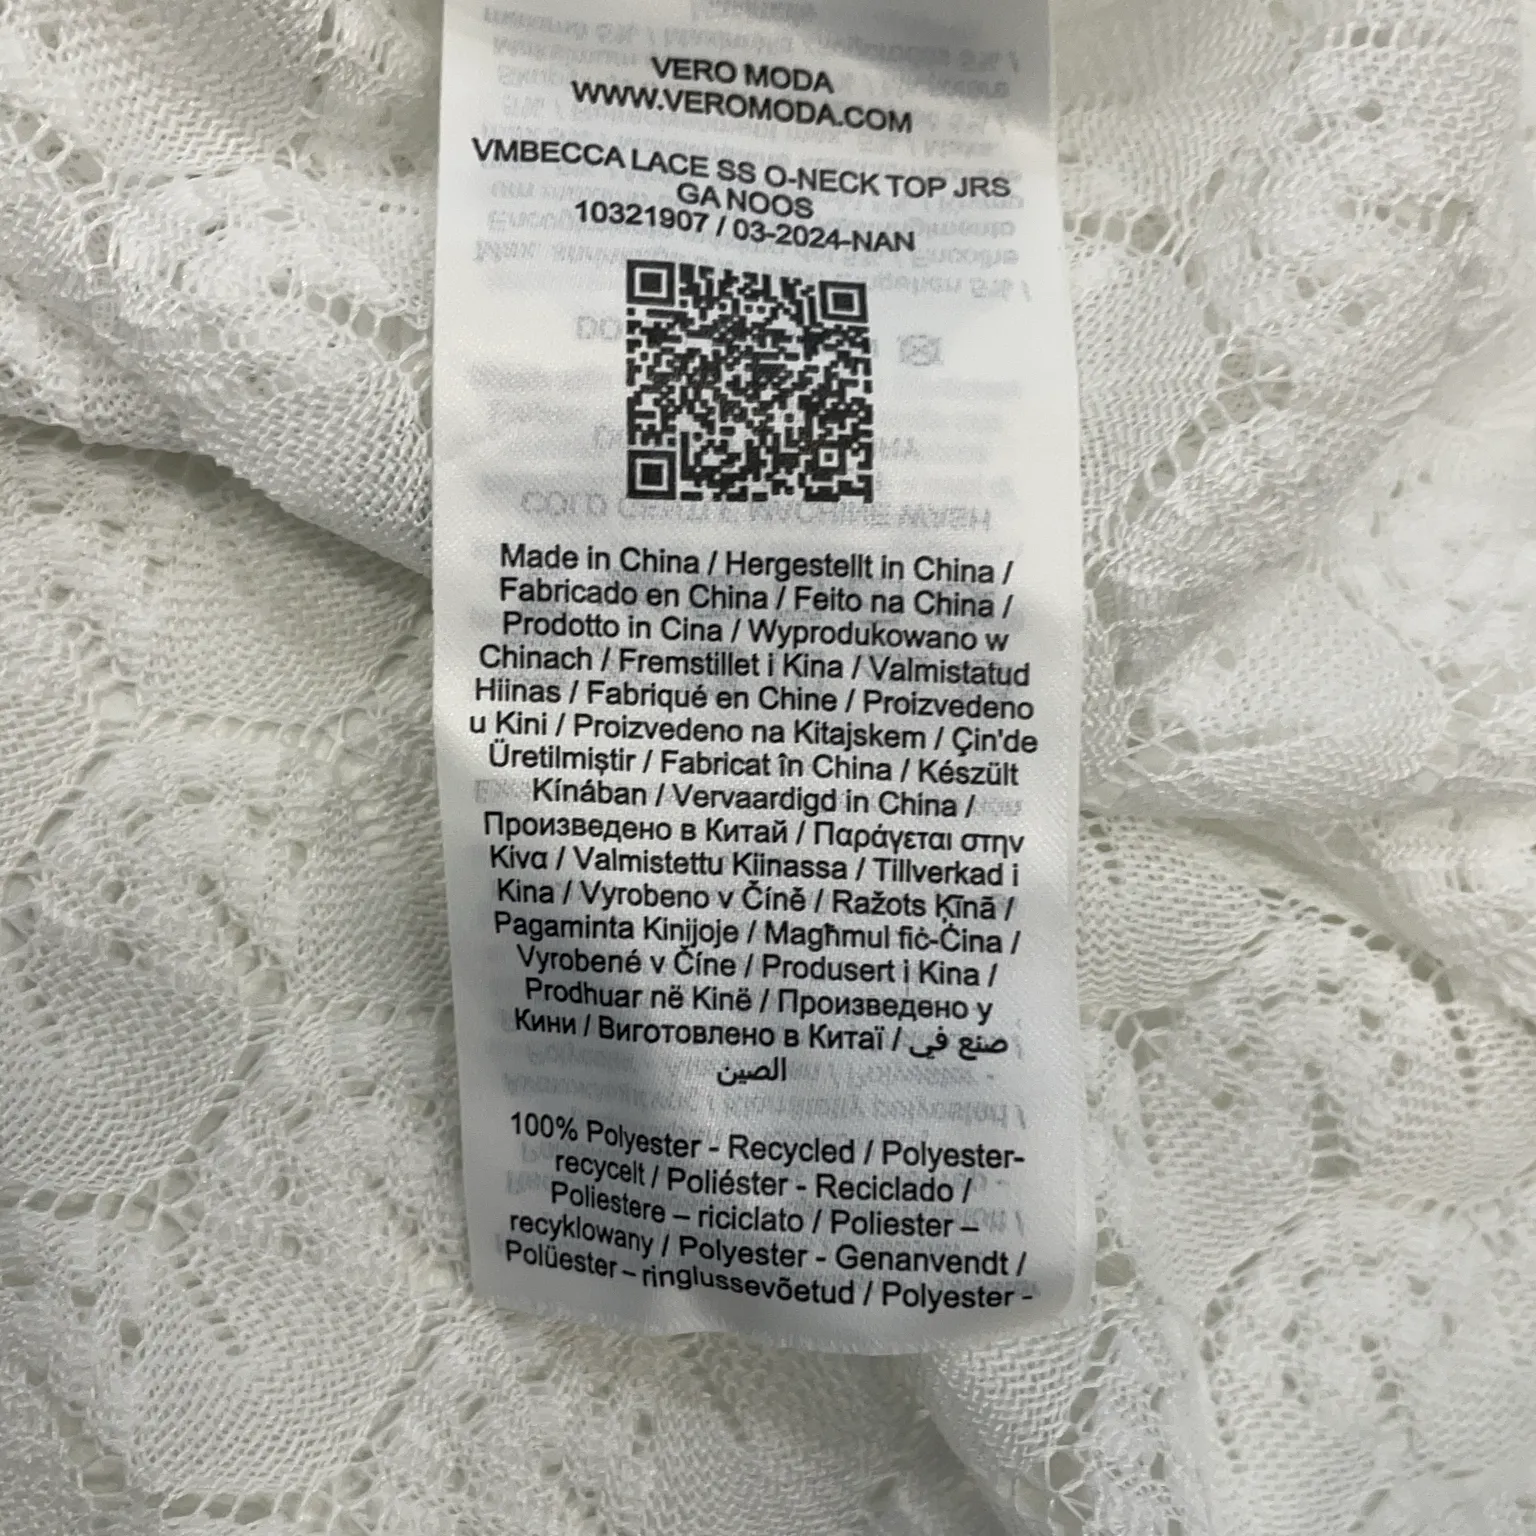 VERO MODA
WWW.VEROMODA.COM
VMBECCA LACE SS O-NECK TOP JRS
GA NOOS
10321907 / 03-2024-NAN
COLD GENTLE MACHINE WASH
Made in China / Hergestellt in China /
Fabricado en China / Feito na China /
Prodotto in Cina / Wyprodukowano w
Chinach / Fremstillet i Kina / Valmistatud
Hiinas / Fabriqué en Chine / Proizvedeno
u Kini / Proizvedeno na Kitajskem / Çin'de
Üretilmiştir / Fabricat în China / Készült
Kínában / Vervaardigd in China /
Произведено в Китай / Παράγεται στην
Κίνα / Valmistettu Kiinassa / Tillverkad i
Kina / Vyrobeno v Číně / Ražots Ķīnā /
Pagaminta Kinijoje / Magħmul fiċ-Ċina /
Vyrobené v Číne / Produsert i Kina /
Prodhuar në Kinë / Произведено у
Кини / Виготовлено в Китаї / صنع في
الصين
100% Polyester - Recycled / Polyester-
recycelt / Poliéster - Reciclado /
Poliestere – riciclato / Poliester –
recyklowany / Polyester - Genanvendt /
Polüester – ringlussevõetud / Polyester -